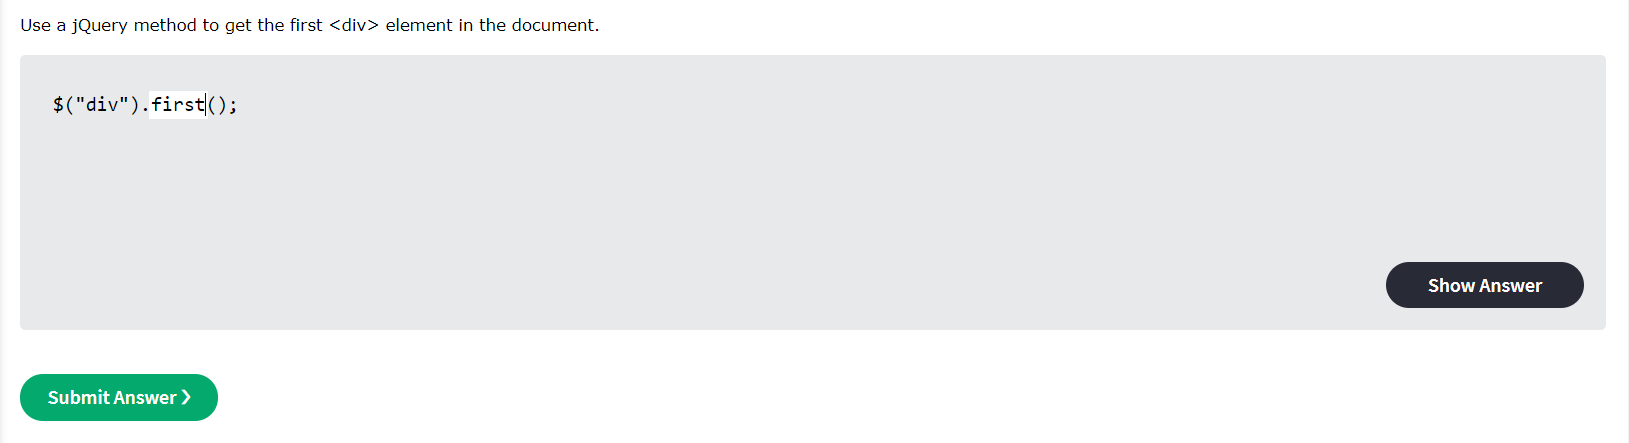 Use a jQuery method to get the first <div> element in the document.
$("div").first();
Show Answer
Submit Answer ❯